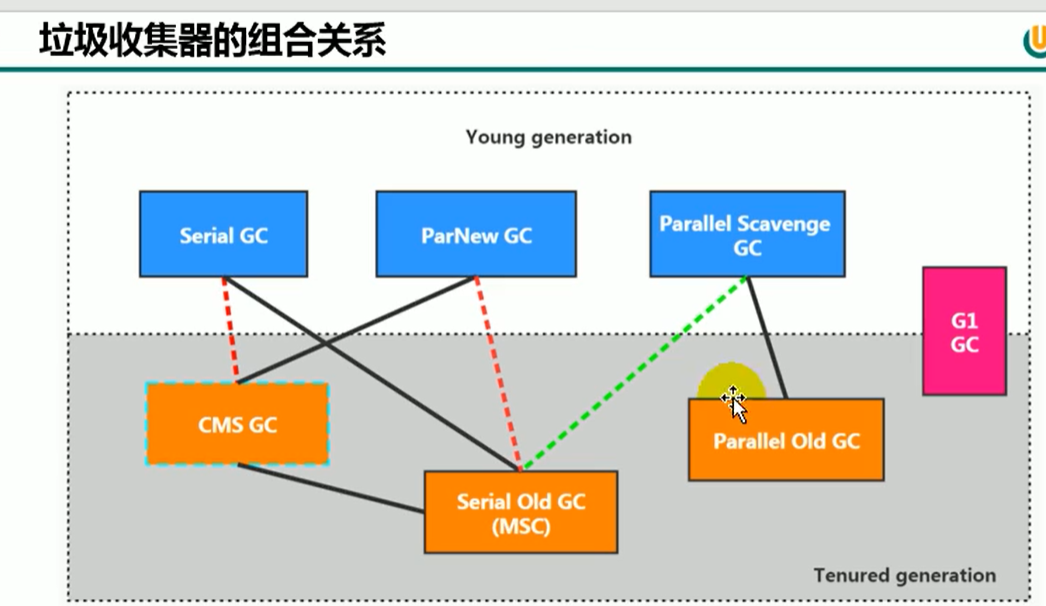 垃圾收集器的组合关系
Young generation
Serial GC
ParNew GC
Parallel Scavenge
GC
G1
GC
CMS GC
Parallel Old GC
Serial Old GC
(MSC)
Tenured generation